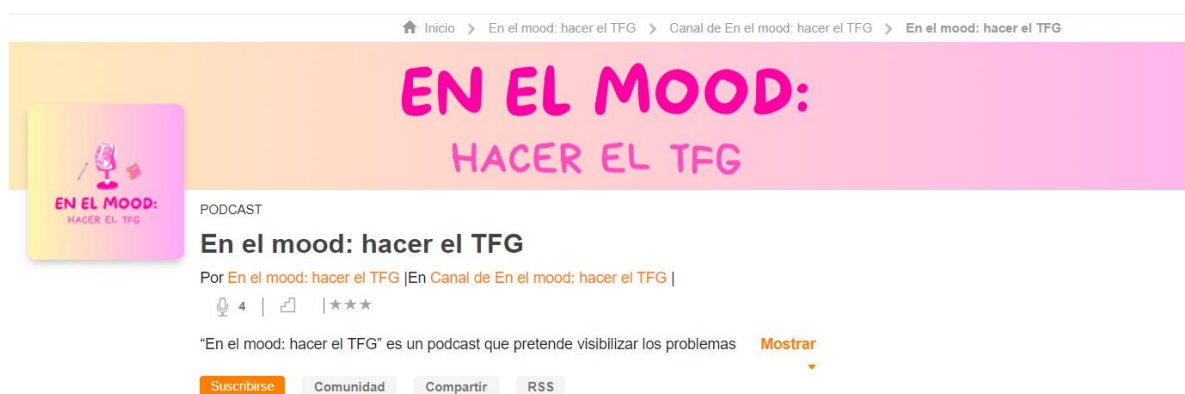 Inicio > En el mood: hacer el TFG > Canal de En el mood: hacer el TFG > En el mood: hacer el TFG
EN EL MOOD:
HACER EL TFG
EN EL MOOD:
HACER EL TFG
PODCAST
En el mood: hacer el TFG
Por En el mood: hacer el TFG |En Canal de En el mood: hacer el TFG |
4 | | ★★★
“En el mood: hacer el TFG” es un podcast que pretende visibilizar los problemas Mostrar
Suscribirse Comunidad Compartir RSS